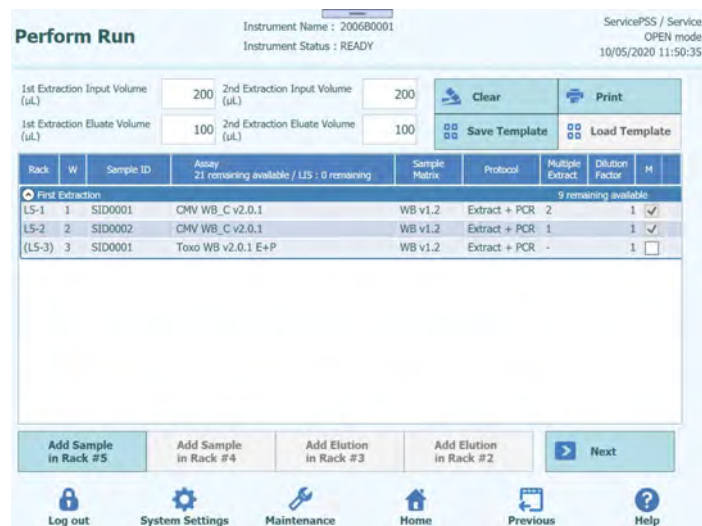 Perform Run
Instrument Name : 2006B0001
Instrument Status : READY
ServicePSS / Service
OPEN mode
10/05/2020 11:50:35
1st Extraction Input Volume (µL) 200
2nd Extraction Input Volume (µL) 200
Clear
Print
1st Extraction Eluate Volume (µL) 100
2nd Extraction Eluate Volume (µL) 100
Save Template
Load Template
Rack W Sample ID Assay 21 remaining available / LIS : 0 remaining Sample Matrix Protocol Multiple Extract Dilution Factor M
First Extraction 9 remaining available
L5-1 1 SID0001 CMV WB_C v2.0.1 WB v1.2 Extract + PCR 2 1
L5-2 2 SID0002 CMV WB_C v2.0.1 WB v1.2 Extract + PCR 1 1
(L5-3) 3 SID0001 Toxo WB v2.0.1 E+P WB v1.2 Extract + PCR - 1
Add Sample in Rack #5
Add Sample in Rack #4
Add Elution in Rack #3
Add Elution in Rack #2
Next
Log out
System Settings
Maintenance
Home
Previous
Help